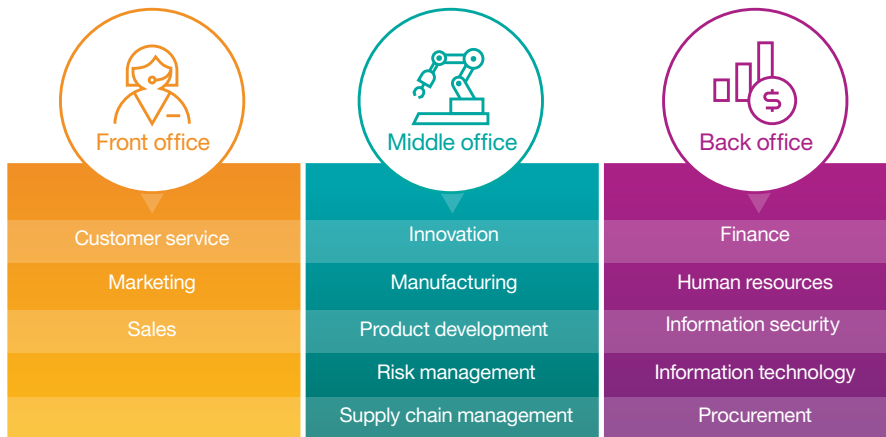 Front office
Customer service
Marketing
Sales
Middle office
Innovation
Manufacturing
Product development
Risk management
Supply chain management
$
Back office
Finance
Human resources
Information security
Information technology
Procurement